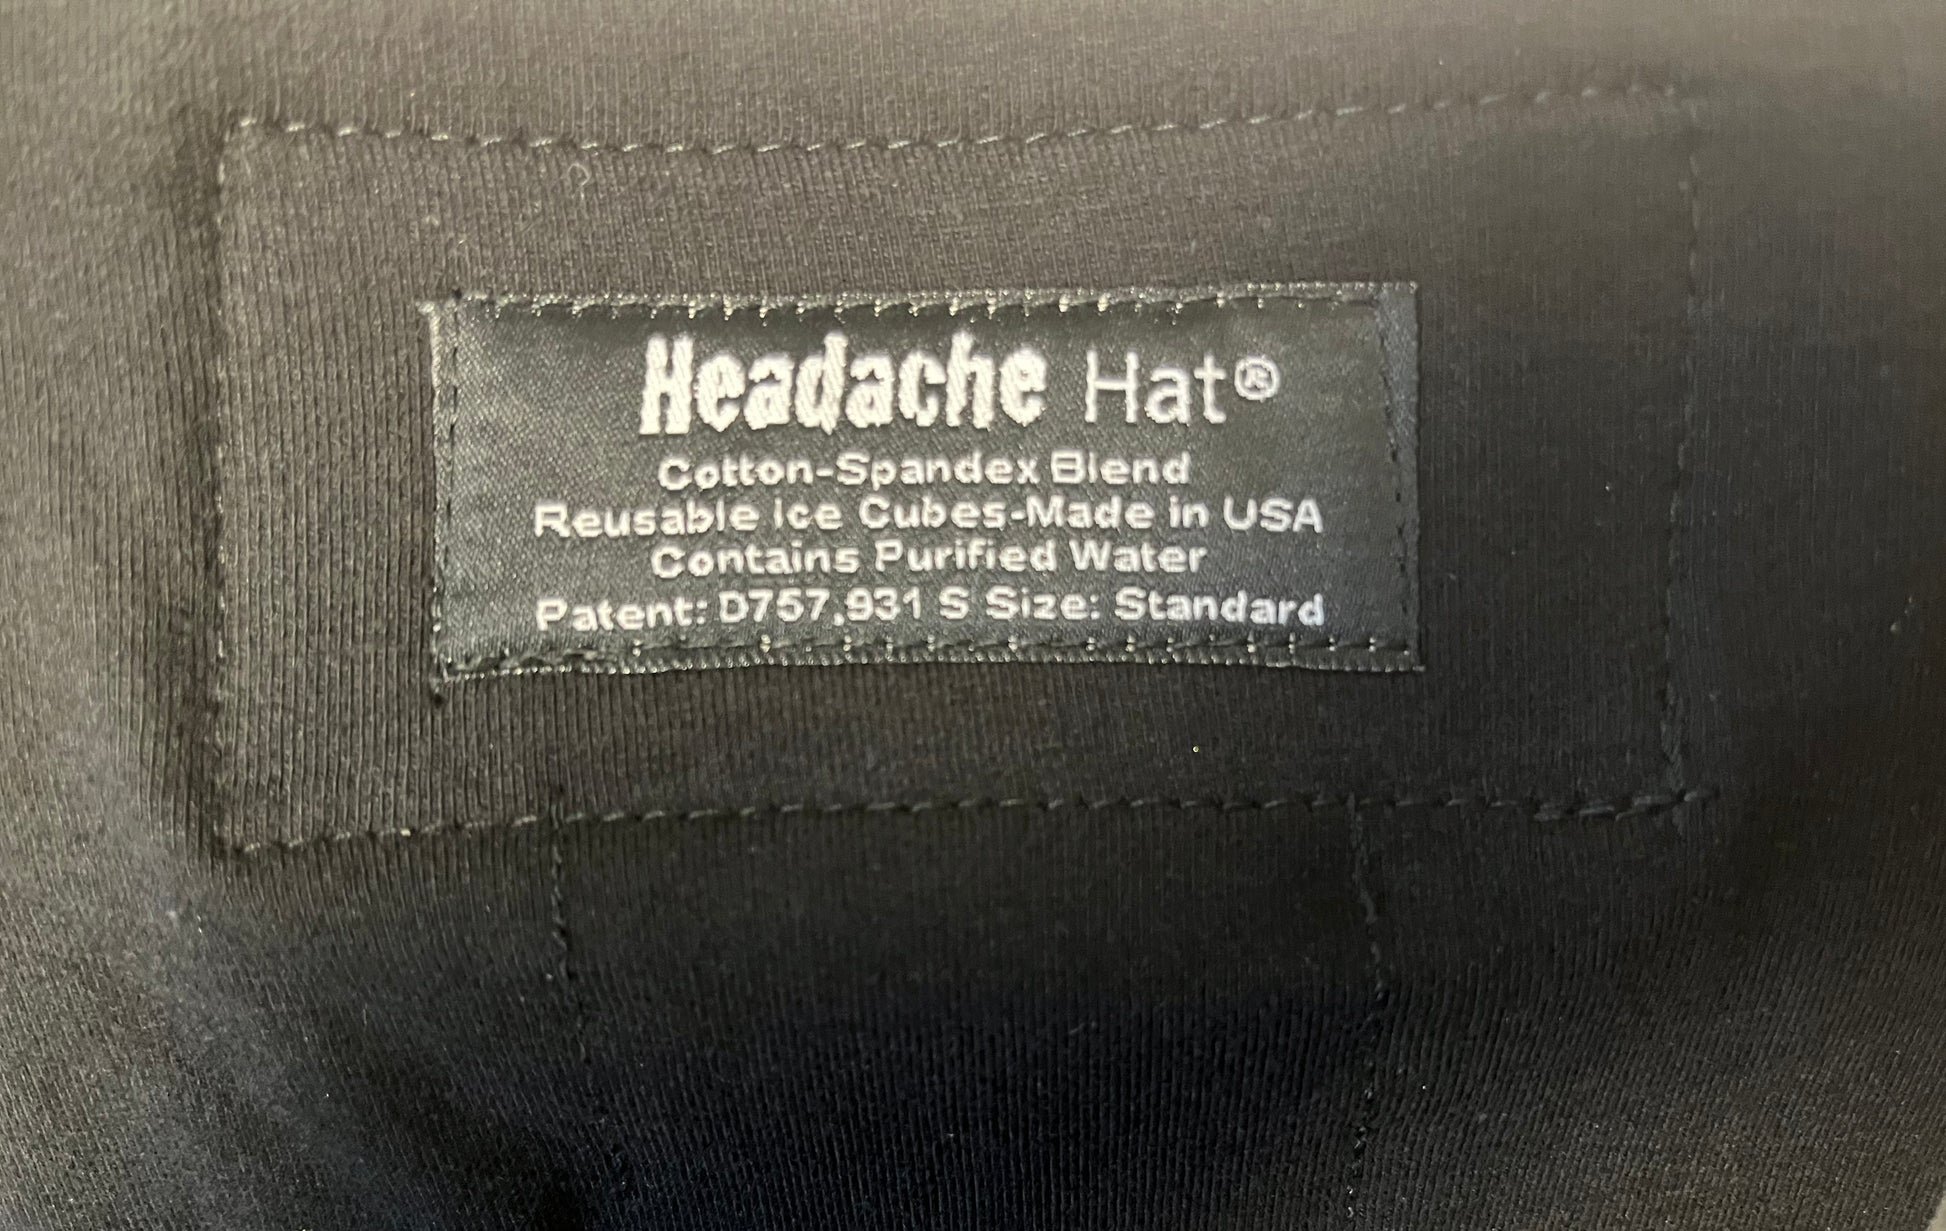 Headache Hat®
Cotton-Spandex Blend
Reusable Ice Cubes-Made in USA
Contains Purified Water
Patent: D757,931 S Size: Standard